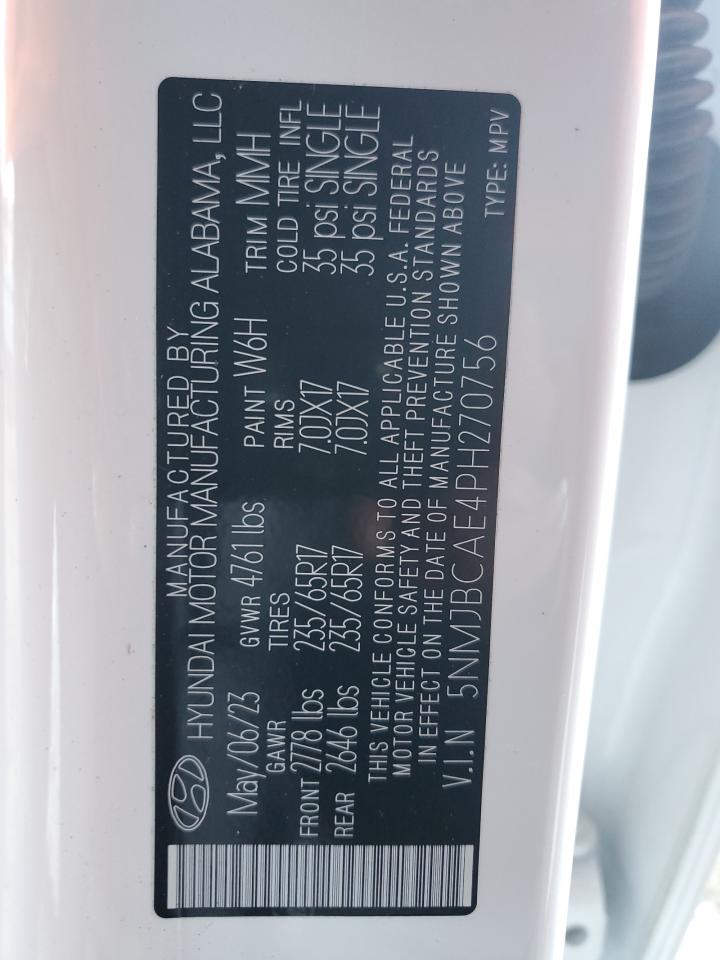 MANUFACTURED BY
HYUNDAI MOTOR MANUFACTURING ALABAMA, LLC
May/06/23 GVWR 4761 lbs PAINT W6H TRIM MMH
GAWR TIRES RIMS COLD TIRE INFL
FRONT 2778 lbs 235/65R17 7.0JX17 35 psi SINGLE
REAR 2646 lbs 235/65R17 7.0JX17 35 psi SINGLE
THIS VEHICLE CONFORMS TO ALL APPLICABLE U.S.A. FEDERAL
MOTOR VEHICLE SAFETY AND THEFT PREVENTION STANDARDS
IN EFFECT ON THE DATE OF MANUFACTURE SHOWN ABOVE
V.I.N 5NMJBCAE4PH270756 TYPE: MPV